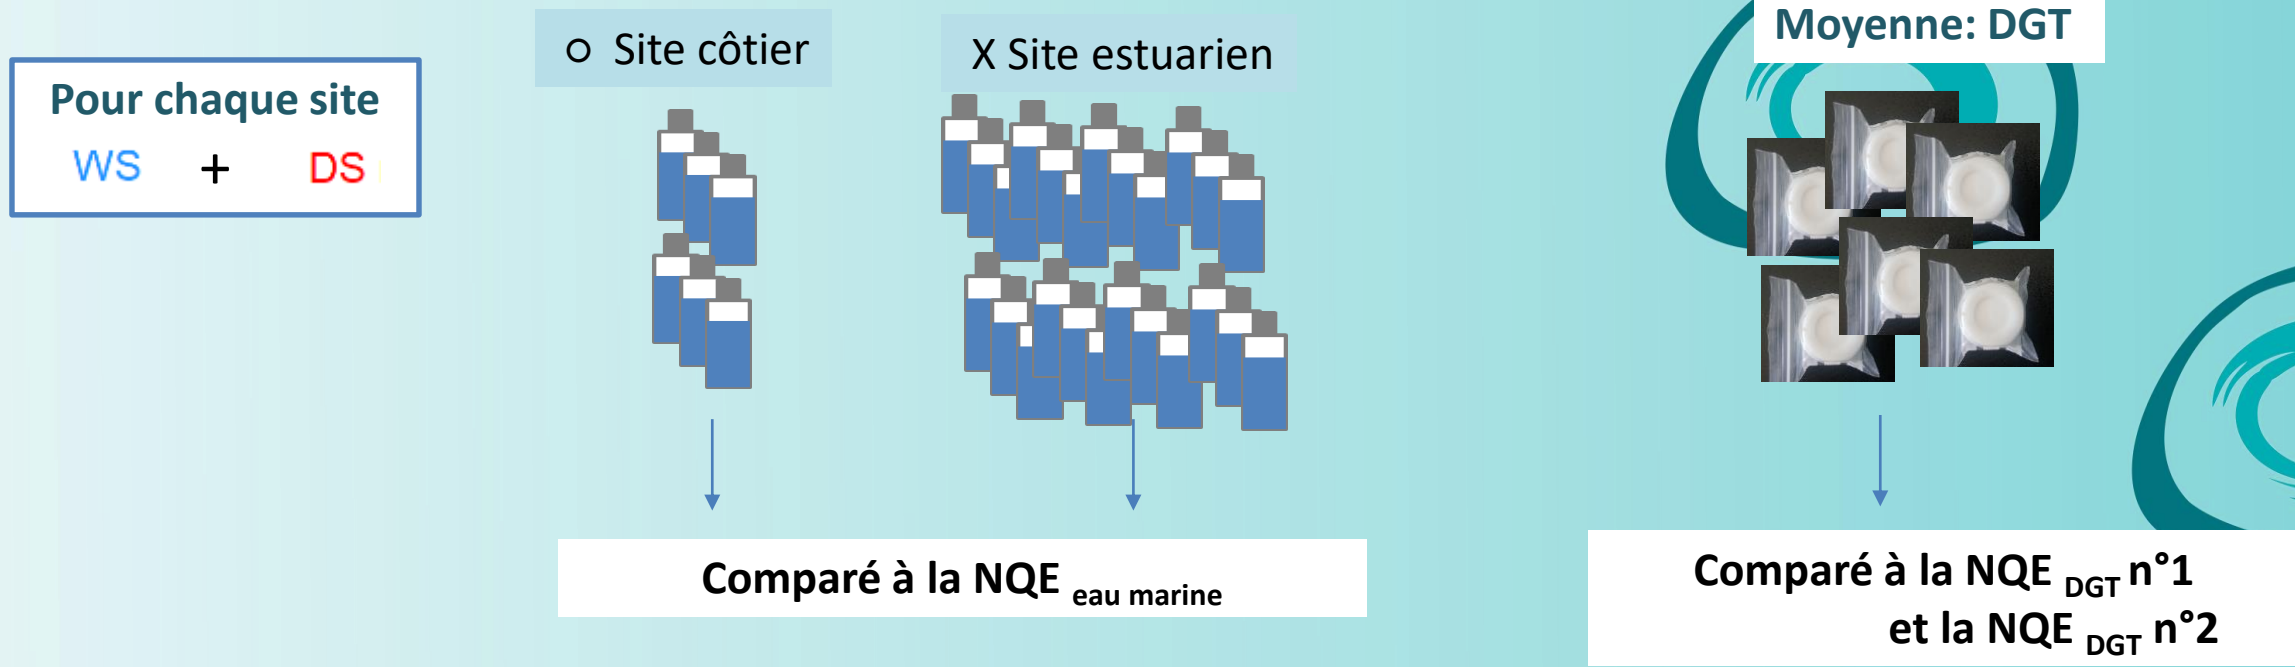 Pour chaque site
WS + DS
○ Site côtier
X Site estuarien
Moyenne: DGT
Comparé à la NQE eau marine
Comparé à la NQE DGT n°1
et la NQE DGT n°2